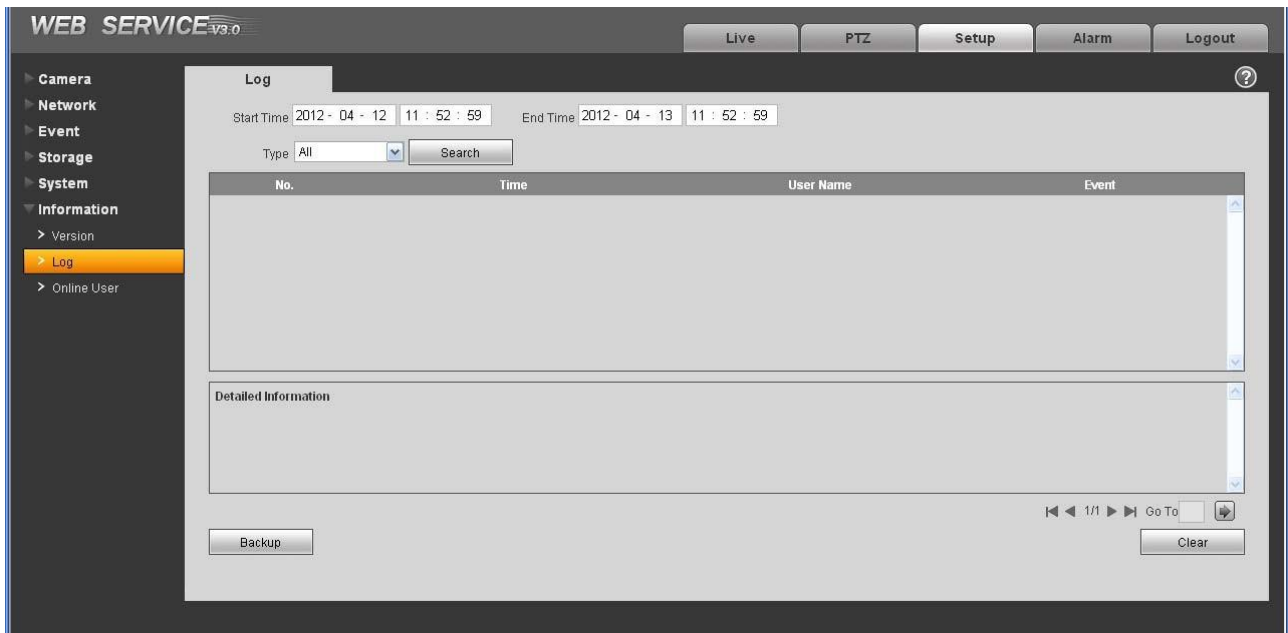 WEB SERVICE V3.0
Live PTZ Setup Alarm Logout
Camera
Network
Event
Storage
System
Information
> Version
> Log
> Online User
Log
Start Time 2012 - 04 - 12 11 : 52 : 59 End Time 2012 - 04 - 13 11 : 52 : 59
Type All Search
No. Time User Name Event
Detailed Information
1/1 Go To
Backup Clear